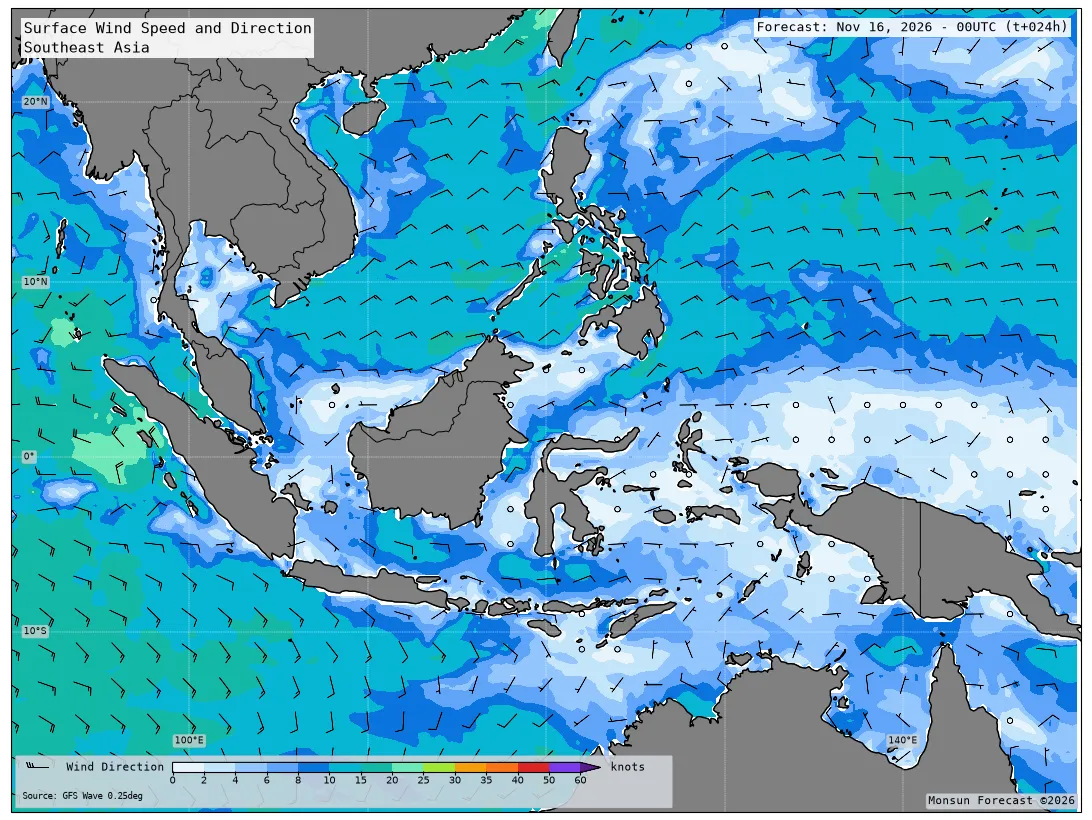 Surface Wind Speed and Direction
Southeast Asia
Forecast: Nov 16, 2026 - 00UTC (t+024h)
20°N
10°N
0°
10°S
100°E
140°E
Wind Direction
0 2 4 6 8 10 15 20 25 30 35 40 50 60
knots
Source: GFS Wave 0.25deg
Monsun Forecast ©2026